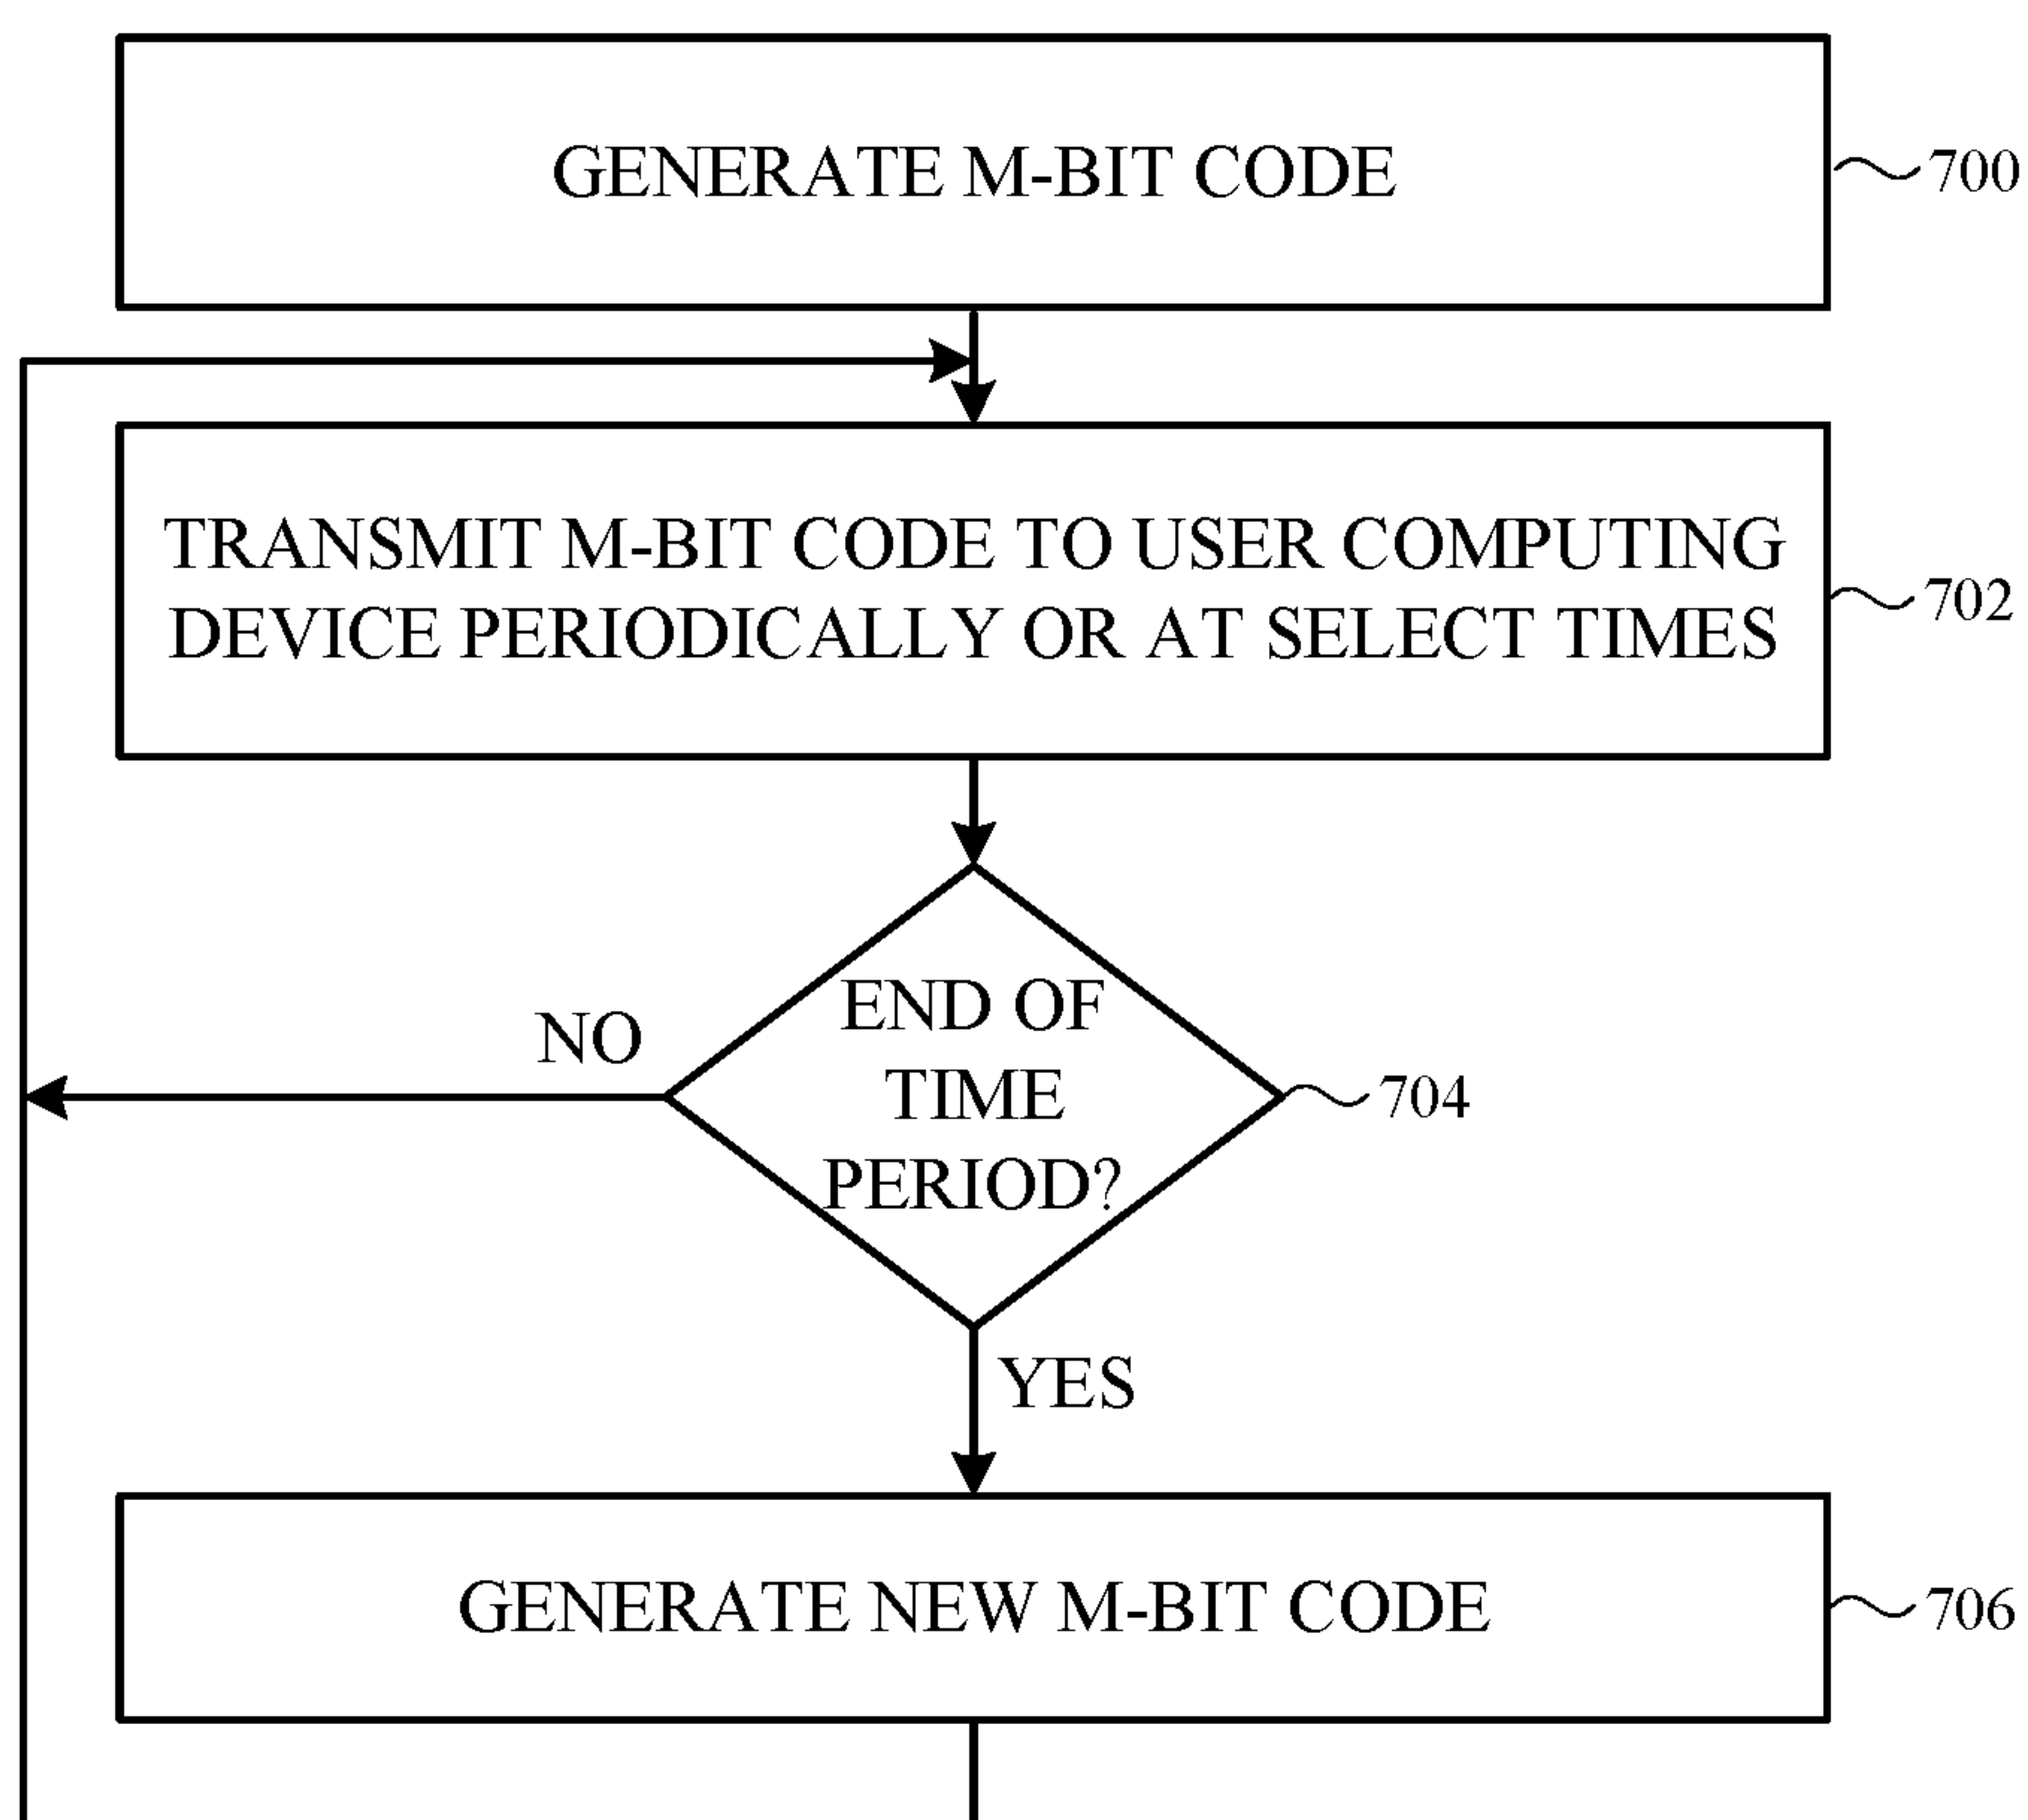 GENERATE M-BIT CODE
700
TRANSMIT M-BIT CODE TO USER COMPUTING
DEVICE PERIODICALLY OR AT SELECT TIMES
702
END OF
TIME
PERIOD?
704
NO
YES
GENERATE NEW M-BIT CODE
706